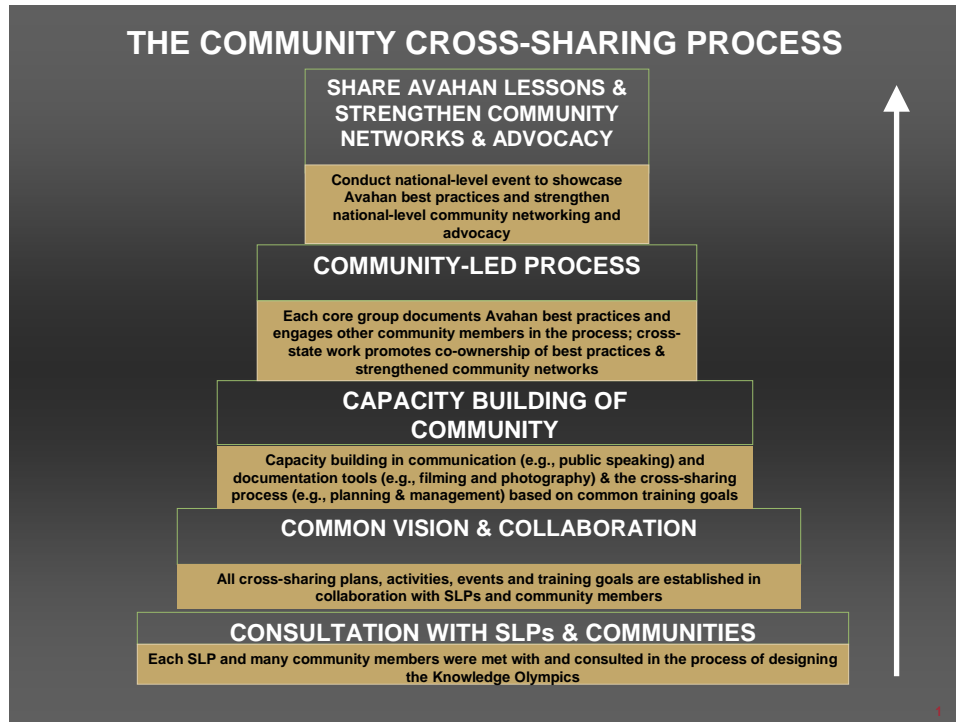 THE COMMUNITY CROSS-SHARING PROCESS
SHARE AVAHAN LESSONS &
STRENGTHEN COMMUNITY
NETWORKS & ADVOCACY
Conduct national-level event to showcase
Avahan best practices and strengthen
national-level community networking and
advocacy
COMMUNITY-LED PROCESS
Each core group documents Avahan best practices and
engages other community members in the process; cross-
state work promotes co-ownership of best practices &
strengthened community networks
CAPACITY BUILDING OF
COMMUNITY
Capacity building in communication (e.g., public speaking) and
documentation tools (e.g., filming and photography) & the cross-sharing
process (e.g., planning & management) based on common training goals
COMMON VISION & COLLABORATION
All cross-sharing plans, activities, events and training goals are established in
collaboration with SLPs and community members
CONSULTATION WITH SLPs & COMMUNITIES
Each SLP and many community members were met with and consulted in the process of designing
the Knowledge Olympics
1